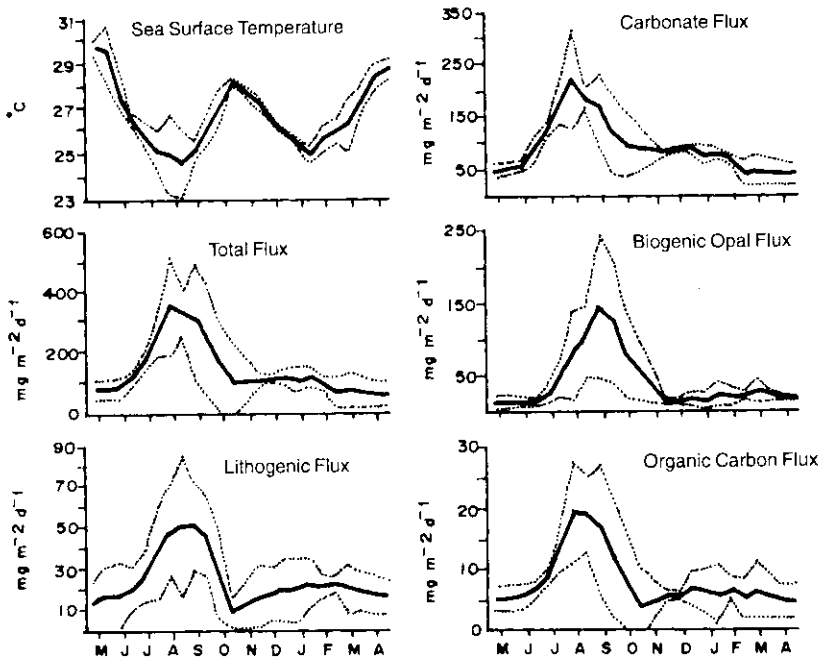 Sea Surface Temperature
°C
31
29
27
25
23
Carbonate Flux
mg m⁻² d⁻¹
350
250
150
50
Total Flux
mg m⁻² d⁻¹
600
400
200
0
Biogenic Opal Flux
mg m⁻² d⁻¹
250
150
50
Lithogenic Flux
mg m⁻² d⁻¹
90
70
50
30
10
M J J A S O N D J F M A
Organic Carbon Flux
mg m⁻² d⁻¹
30
20
10
5
0
M J J A S O N D J F M A